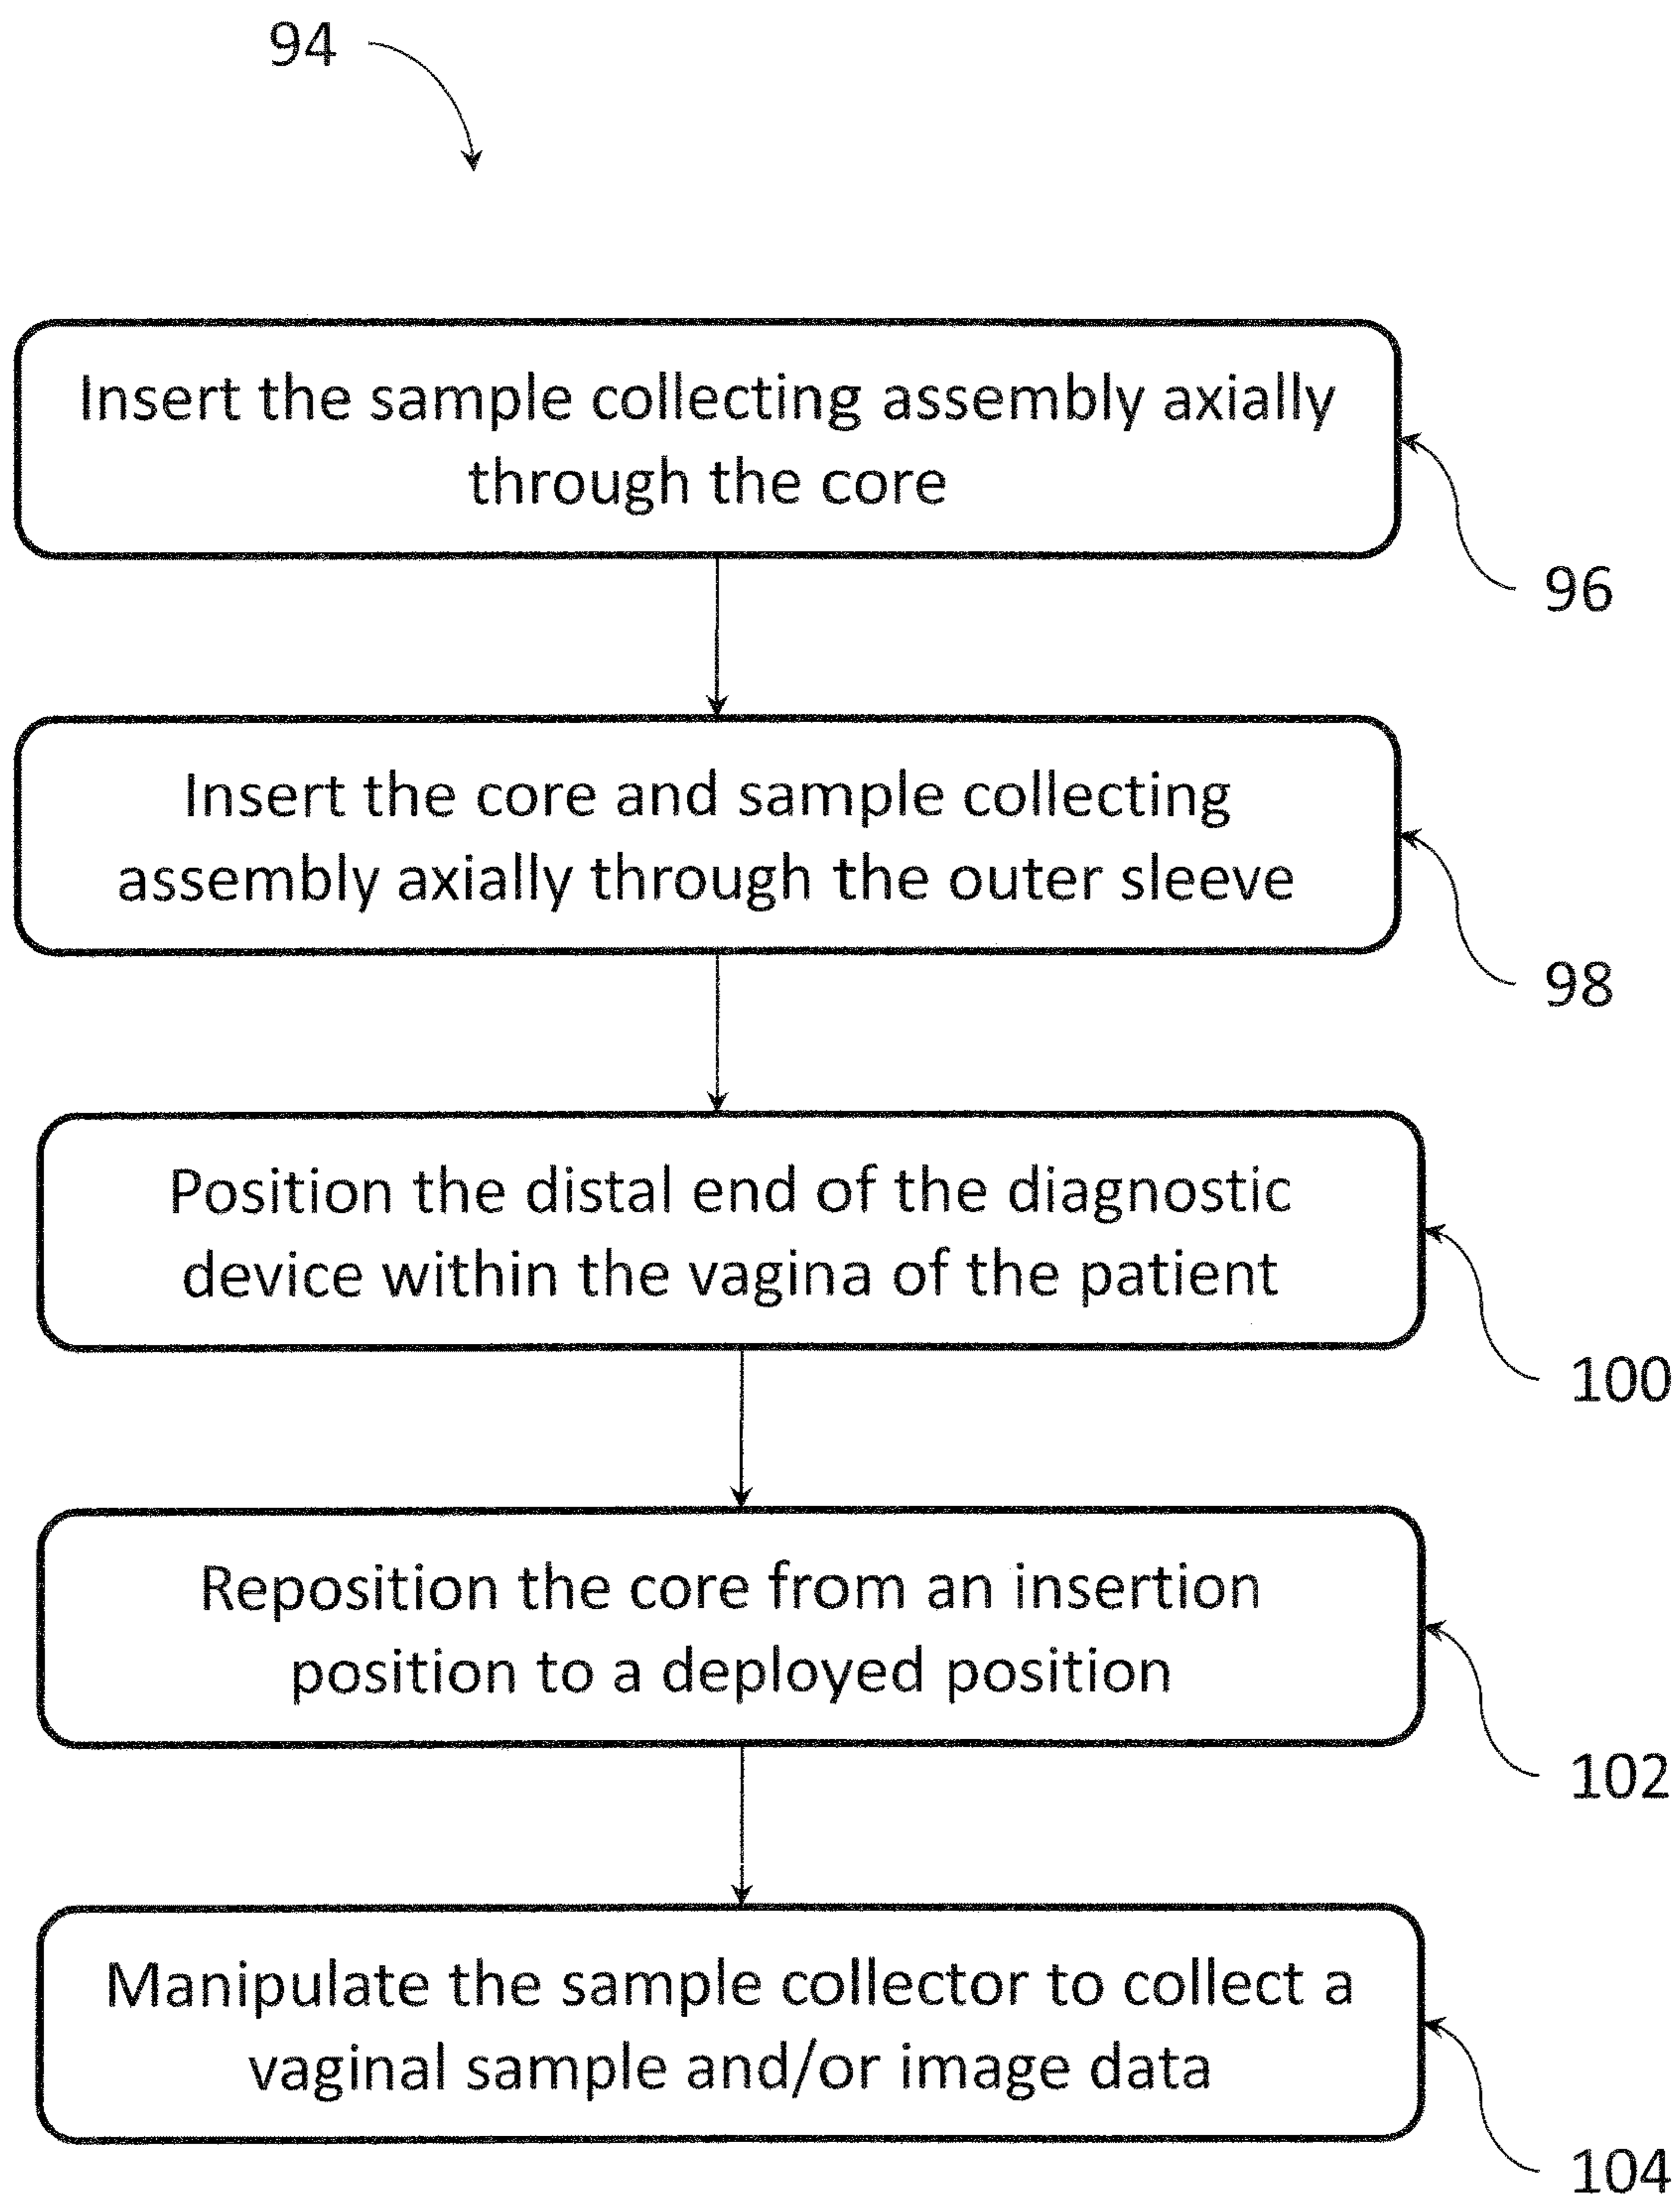 94
Insert the sample collecting assembly axially
through the core
96
Insert the core and sample collecting
assembly axially through the outer sleeve
98
Position the distal end of the diagnostic
device within the vagina of the patient
100
Reposition the core from an insertion
position to a deployed position
102
Manipulate the sample collector to collect a
vaginal sample and/or image data
104